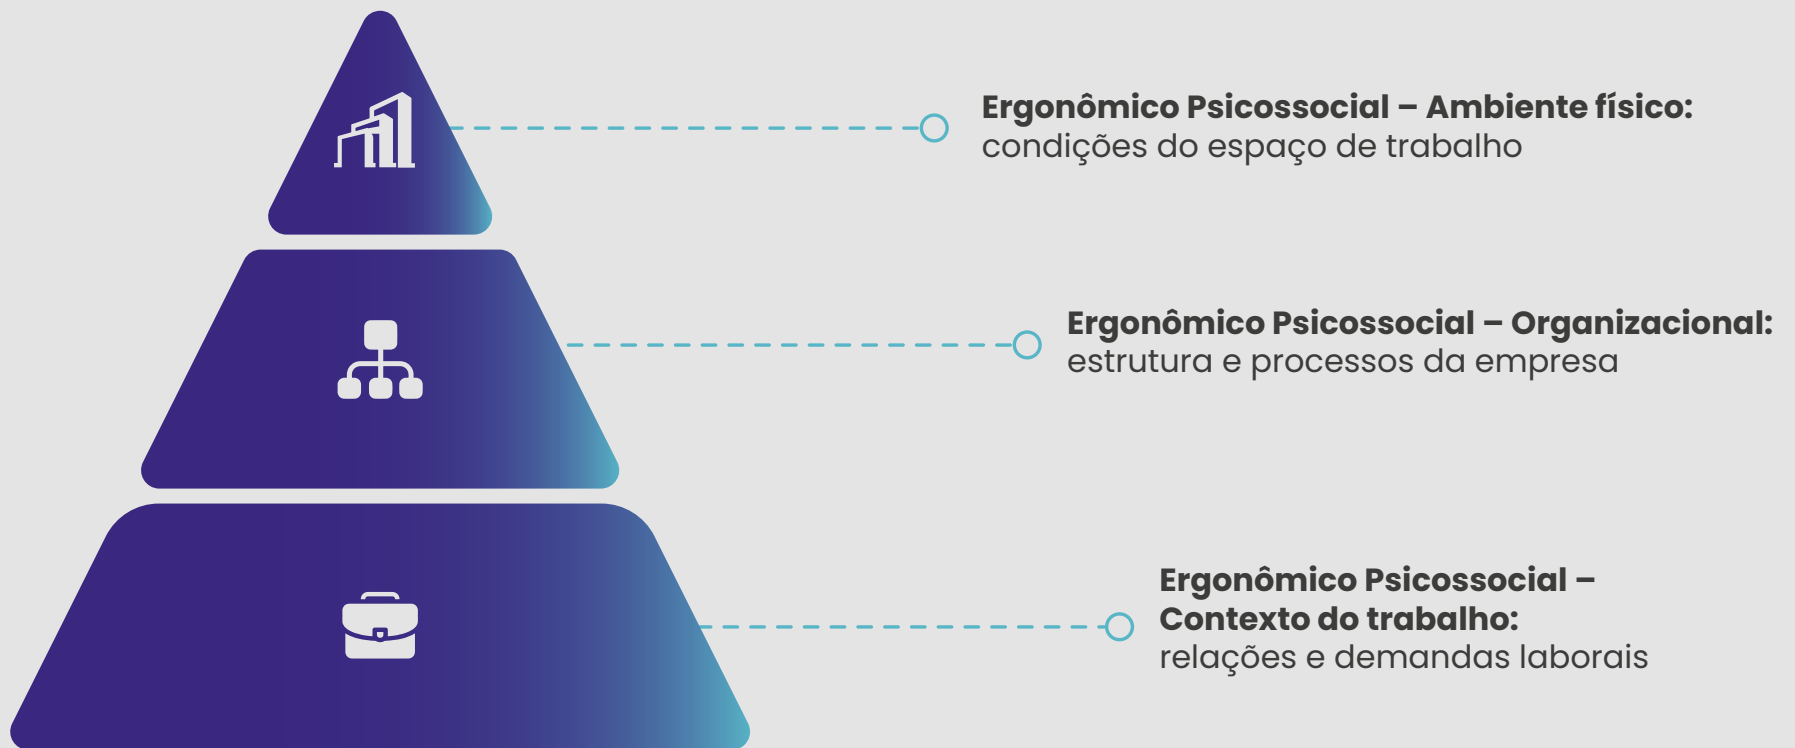 Ergonômico Psicossocial – Ambiente físico:
condições do espaço de trabalho
Ergonômico Psicossocial – Organizacional:
estrutura e processos da empresa
Ergonômico Psicossocial –
Contexto do trabalho:
relações e demandas laborais